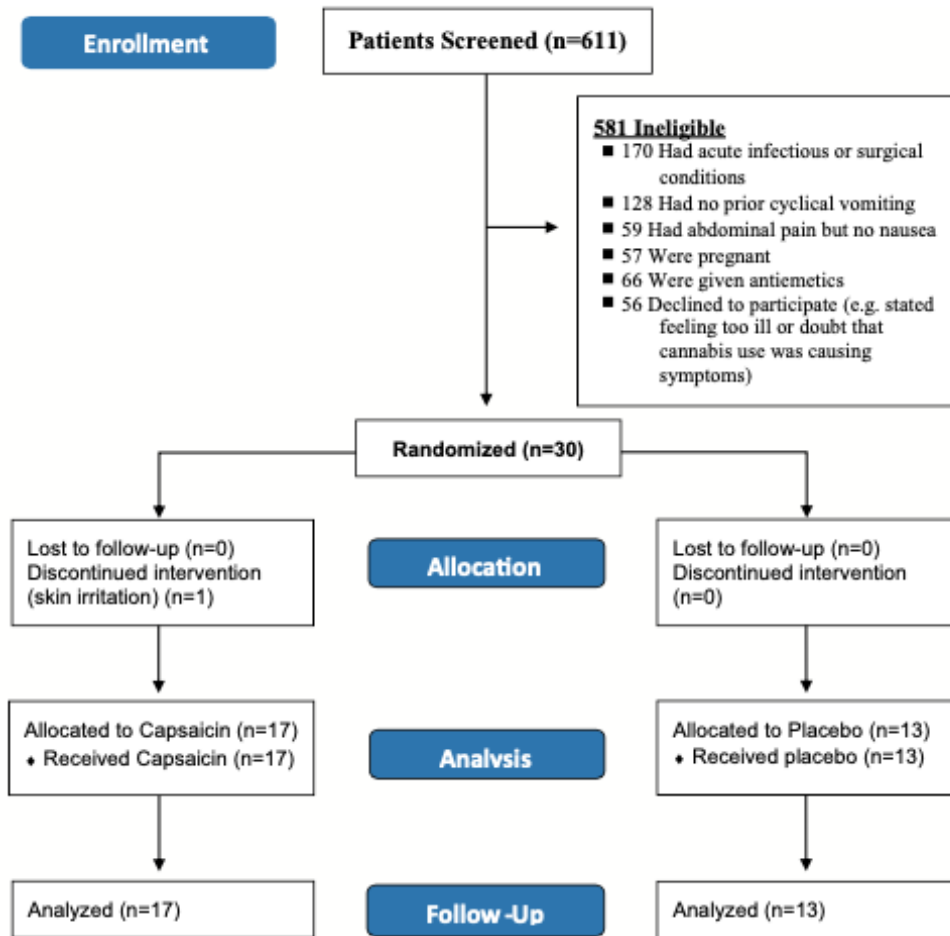 Enrollment
Patients Screened (n=611)
581 Ineligible
■ 170 Had acute infectious or surgical
conditions
■ 128 Had no prior cyclical vomiting
■ 59 Had abdominal pain but no nausea
■ 57 Were pregnant
■ 66 Were given antiemetics
■ 56 Declined to participate (e.g. stated
feeling too ill or doubt that
cannabis use was causing
symptoms)
Randomized (n=30)
Lost to follow-up (n=0)
Discontinued intervention
(skin irritation) (n=1)
Allocation
Lost to follow-up (n=0)
Discontinued intervention
(n=0)
Allocated to Capsaicin (n=17)
♦ Received Capsaicin (n=17)
Analysis
Allocated to Placebo (n=13)
♦ Received placebo (n=13)
Analyzed (n=17)
Follow-Up
Analyzed (n=13)